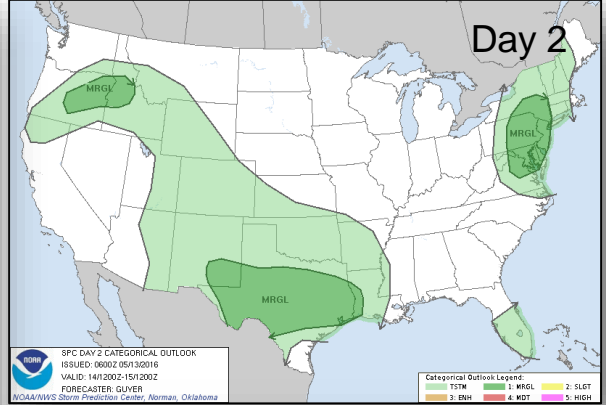 Day 2
MRGL
MRGL
MRGL
NOAA
SPC DAY 2 CATEGORICAL OUTLOOK
ISSUED: 0600Z 05/13/2016
VALID: 14/1200Z-15/1200Z
FORECASTER: GUYER
NOAA/NWS Storm Prediction Center, Norman, Oklahoma
Categorical Outlook Legend:
TSTM 1: MRGL 2: SLGT
3: ENH 4: MDT 5: HIGH